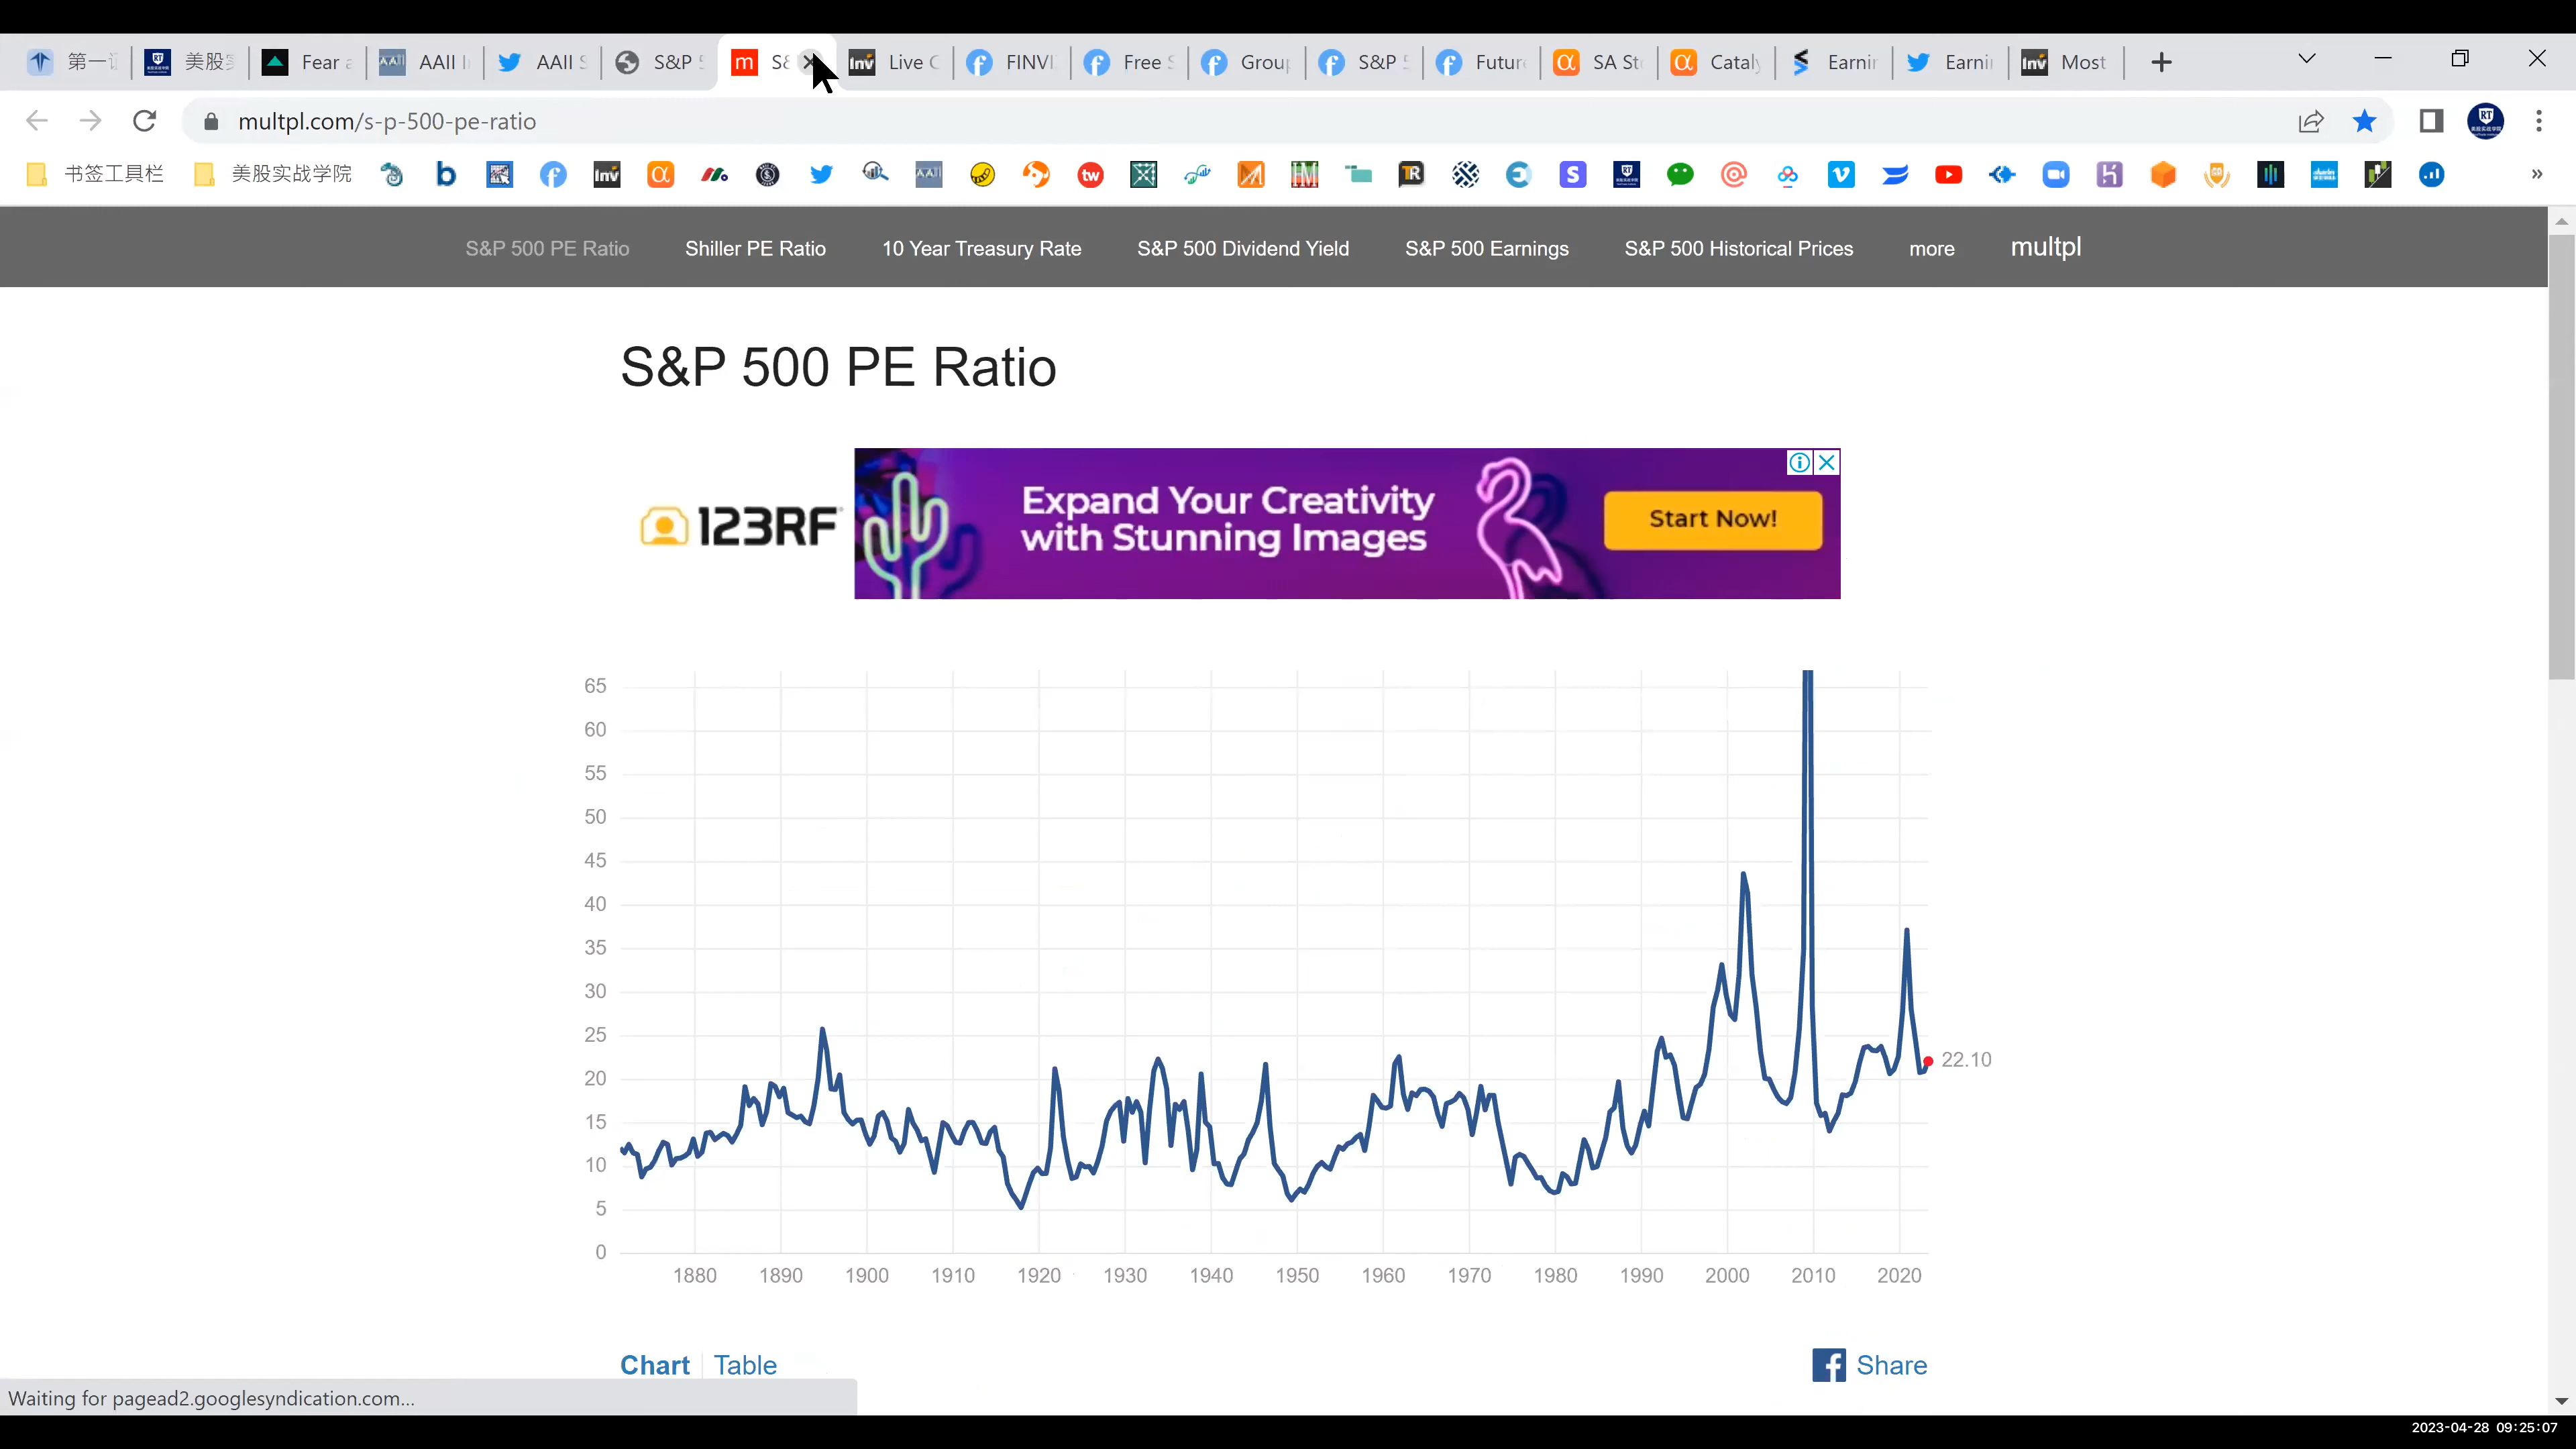 第一
美股
Fear
AAII
AAII S
S&P
S&
Live C
FINVI
Free S
Group
S&P
Futur
SA St
Cataly
Earnin
Earnin
Most
multpl.com/s-p-500-pe-ratio
书签工具栏
美股实战学院
S&P 500 PE Ratio
Shiller PE Ratio
10 Year Treasury Rate
S&P 500 Dividend Yield
S&P 500 Earnings
S&P 500 Historical Prices
more
multpl
S&P 500 PE Ratio
123RF
Expand Your Creativity
with Stunning Images
Start Now!
65
60
55
50
45
40
35
30
25
20
15
10
5
0
22.10
1880
1890
1900
1910
1920
1930
1940
1950
1960
1970
1980
1990
2000
2010
2020
Chart
Table
Share
Waiting for pagead2.googlesyndication.com...
2023-04-28 09:25:07